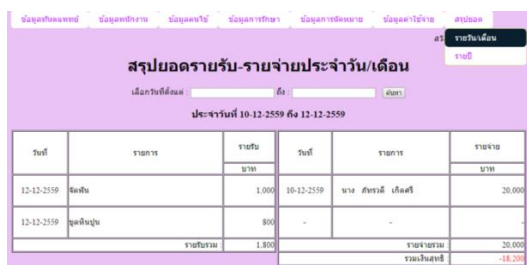 ข้อมูลทันตแพทย์ ข้อมูลพนักงาน ข้อมูลคนไข้ ข้อมูลการรักษา ข้อมูลการนัดหมาย ข้อมูลค่าใช้จ่าย สรุปยอด
รายวัน/เดือน
รายปี
สรุปยอดรายรับ-รายจ่ายประจำวัน/เดือน
เลือกวันที่ตั้งแต่ : ถึง : ค้นหา
ประจำวันที่ 10-12-2559 ถึง 12-12-2559
วันที่ รายการ รายรับ วันที่ รายการ รายจ่าย
บาท บาท
12-12-2559 จัดฟัน 1,000 10-12-2559 นาง ภัทรวดี เกิดศรี 20,000
12-12-2559 ขูดหินปูน 800 - - -
รายรับรวม 1,800 รายจ่ายรวม 20,000
รวมเงินสุทธิ -18,200